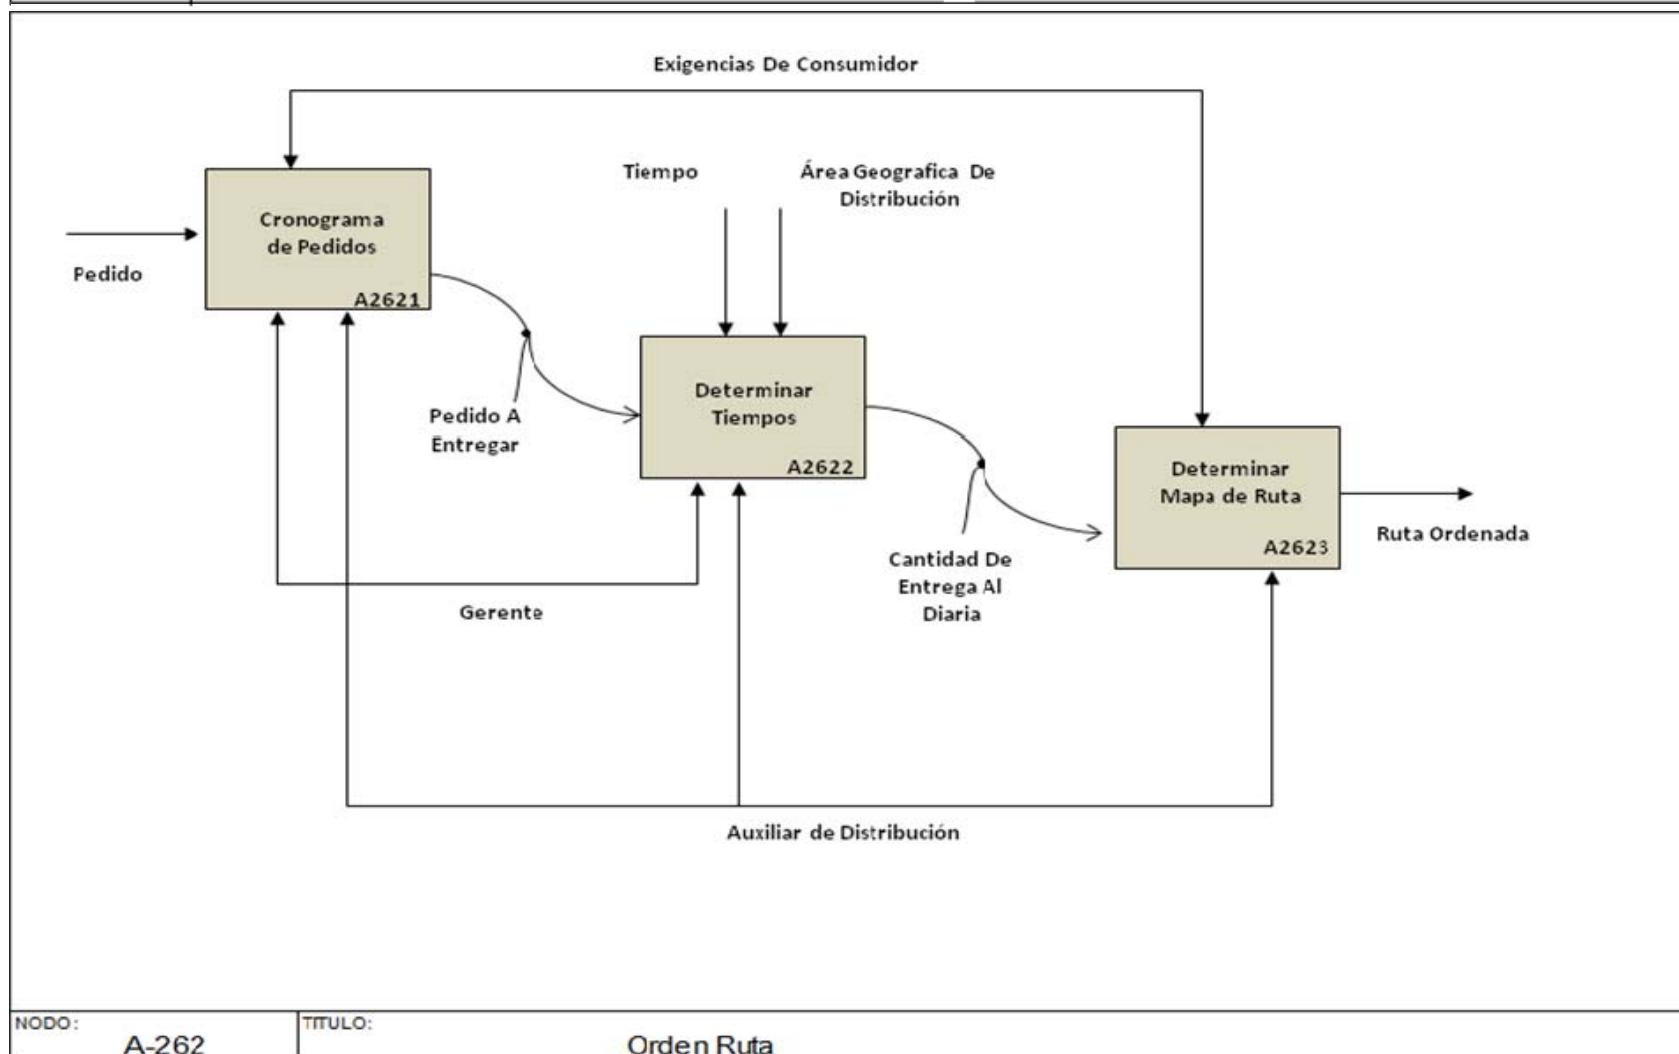 Exigencias De Consumidor
Tiempo
Área Geografica De
Distribución
Cronograma
de Pedidos
A2621
Pedido
Determinar
Tiempos
A2622
Pedido A
Entregar
Determinar
Mapa de Ruta
A2623
Ruta Ordenada
Cantidad De
Entrega Al
Diaria
Gerente
Auxiliar de Distribución
NODO:
A-262
TITULO:
Orden Ruta